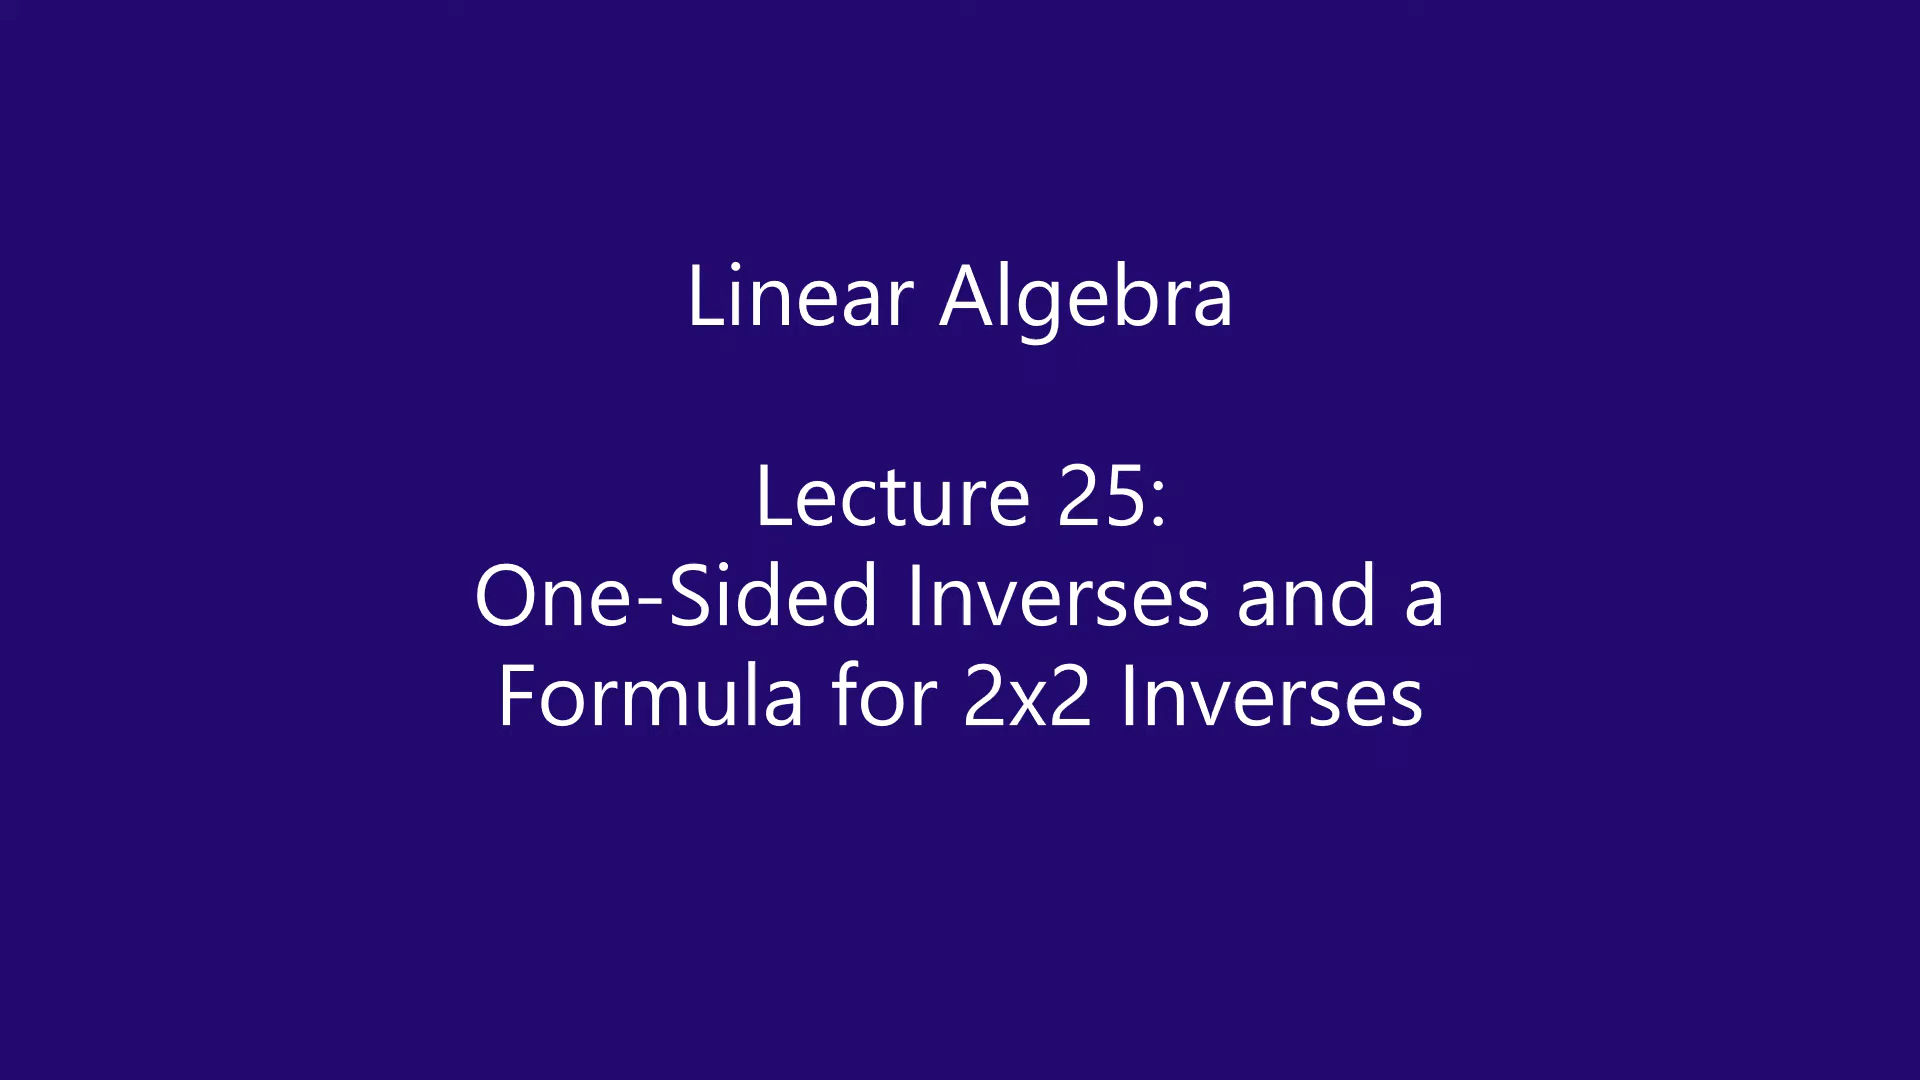 Linear Algebra
Lecture 25:
One-Sided Inverses and a
Formula for 2x2 Inverses